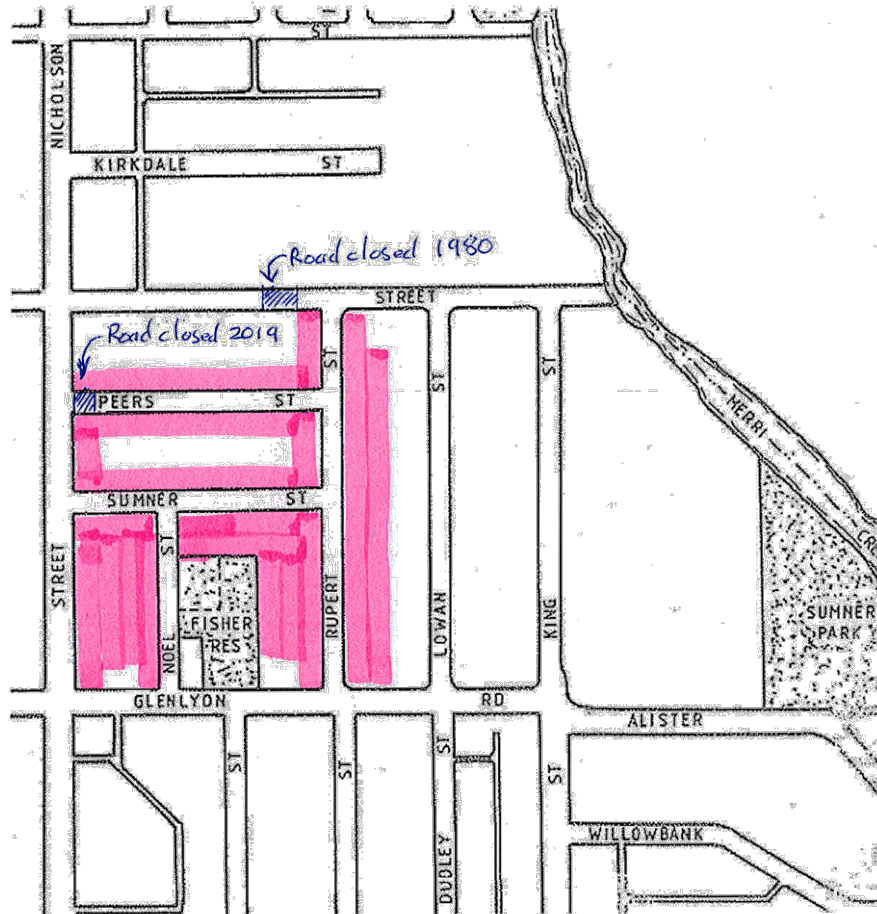 ST
NICHOLSON
KIRKDALE ST
Road closed 1980
STREET
Road closed 2019
ST
ST
ST
PEERS ST
MERRI
SUMNER ST
ST
STREET
NOEL
FISHER
RES
RUPERT
LOWAN
KING
SUMNER
PARK
GLENLYON RD
ALISTER
ST
ST
ST
ST
DUDLEY
WILLOWBANK